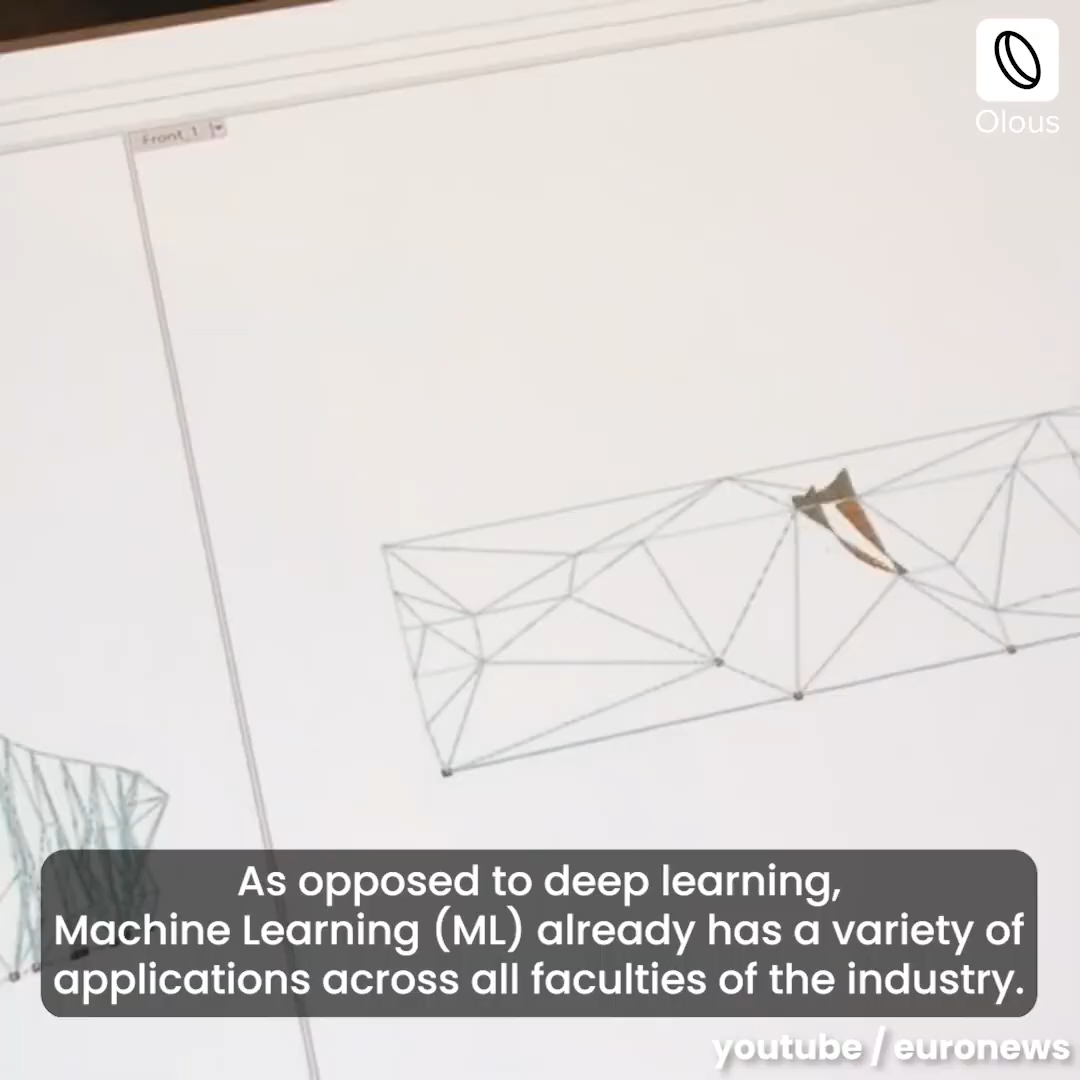 Olous
Front_1
As opposed to deep learning,
Machine Learning (ML) already has a variety of
applications across all faculties of the industry.
youtube / euronews